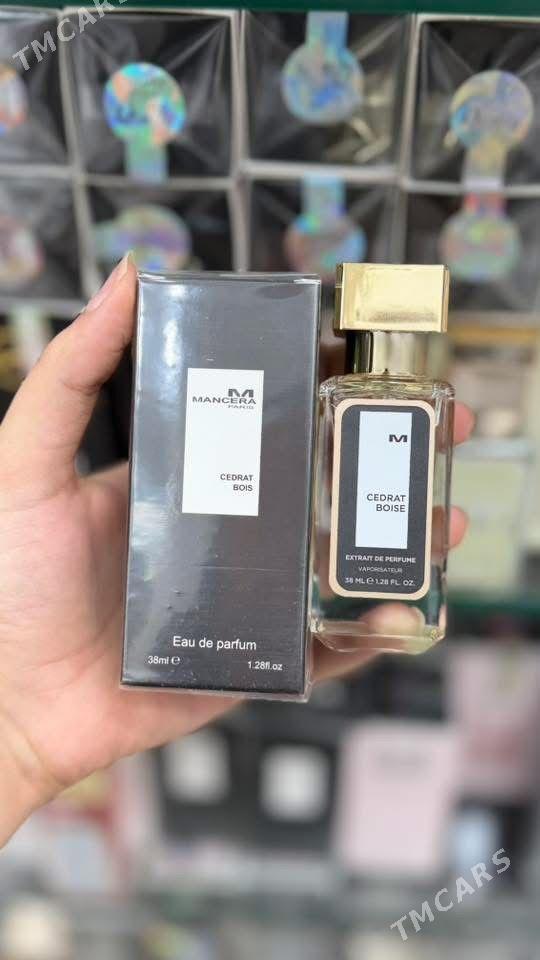 TMCARS
M
MANCERA
PARIS
CEDRAT
BOIS
Eau de parfum
38ml e 1.28fl.oz
M
CEDRAT
BOISE
EXTRAIT DE PERFUME
VAPORISATEUR
38 ML e 1.28 FL. OZ.
TMCARS